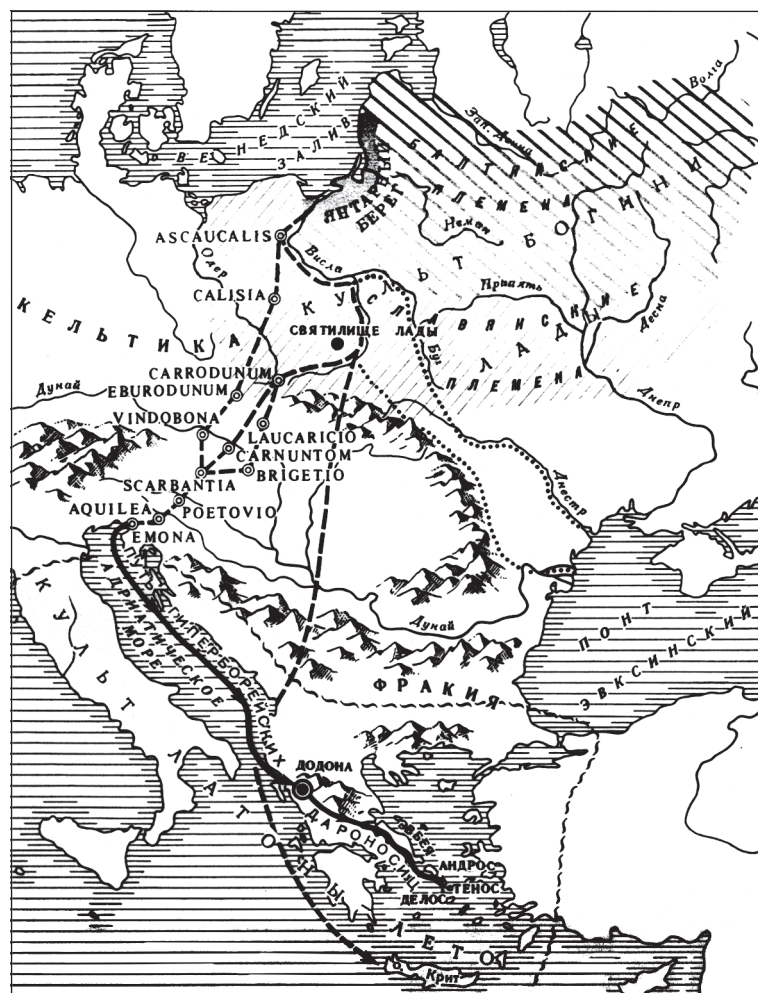 ВЕНЕДСКИЙ
ЗАЛИВ
Зап. Двина
Волга
БАЛТИЙСКИЕ
ПЛЕМЕНА
ЯНТАРНЫЙ
БЕРЕГ
Неман
КУЛЬТ БОГИНИ ЛАДЫ
ASCAUCALIS
Висла
Одер
CALISIA
Припять
Десна
КЕЛЬТИКА
СВЯТИЛИЩЕ ЛАДЫ
СЛАВЯНСКИЕ
ПЛЕМЕНА
Буг
CARRODUNUM
EBURODUNUM
Дунай
Днепр
VINDOBONA
LAUCARICIO
CARNUNTOM
BRIGETIO
SCARBANTIA
Днестр
AQUILEA
POETOVIO
EMONA
ПУТЬ ГИПЕРБОРЕЙСКИХ
ДАРОНОСИЦ
АДРИАТИЧЕСКОЕ
МОРЕ
Дунай
ПОНТ
ЭВКСИНСКИЙ
ФРАКИЯ
КУЛЬТ ЛАТОНЫ
ДОДОНА
ЭВБЕЯ
АНДРОС
ТЕНОС
ДЕЛОС
ЛЕТО
о. Крит